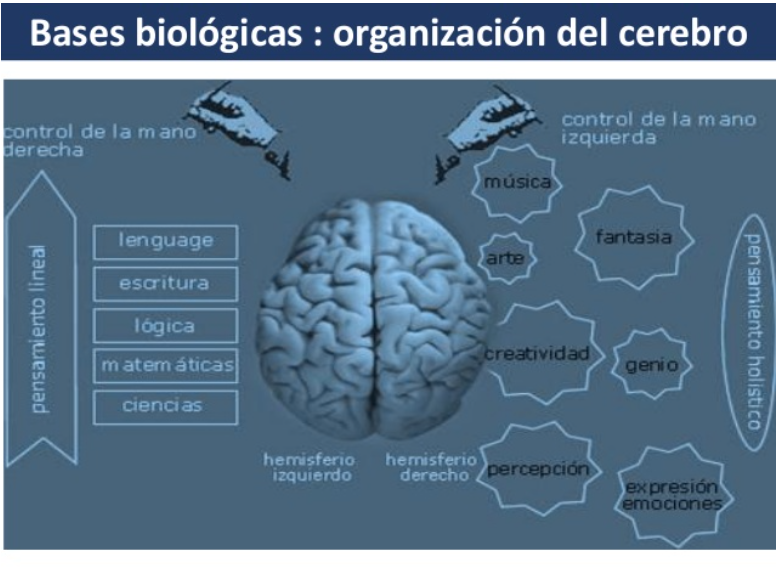 Bases biológicas : organización del cerebro
control de la mano
derecha
control de la mano
izquierda
pensamiento lineal
lenguage
escritura
lógica
matemáticas
ciencias
hemisferio
izquierdo
hemisferio
derecho
música
fantasia
arte
creatividad
genio
percepción
expresión
emociones
pensamiento holistico